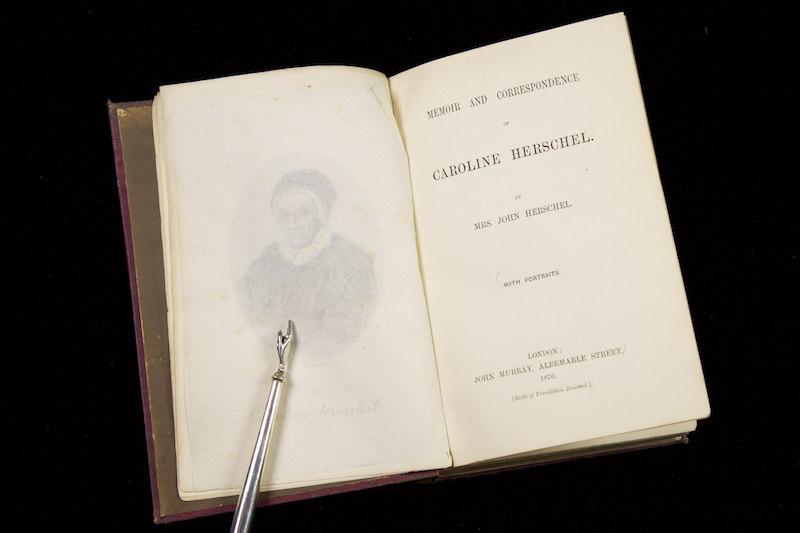 Caroline Herschel
MEMOIR AND CORRESPONDENCE
OF
CAROLINE HERSCHEL.
BY
MRS. JOHN HERSCHEL.
WITH PORTRAITS.
LONDON:
JOHN MURRAY, ALBEMARLE STREET.
1876.
[Right of Translation Reserved.]